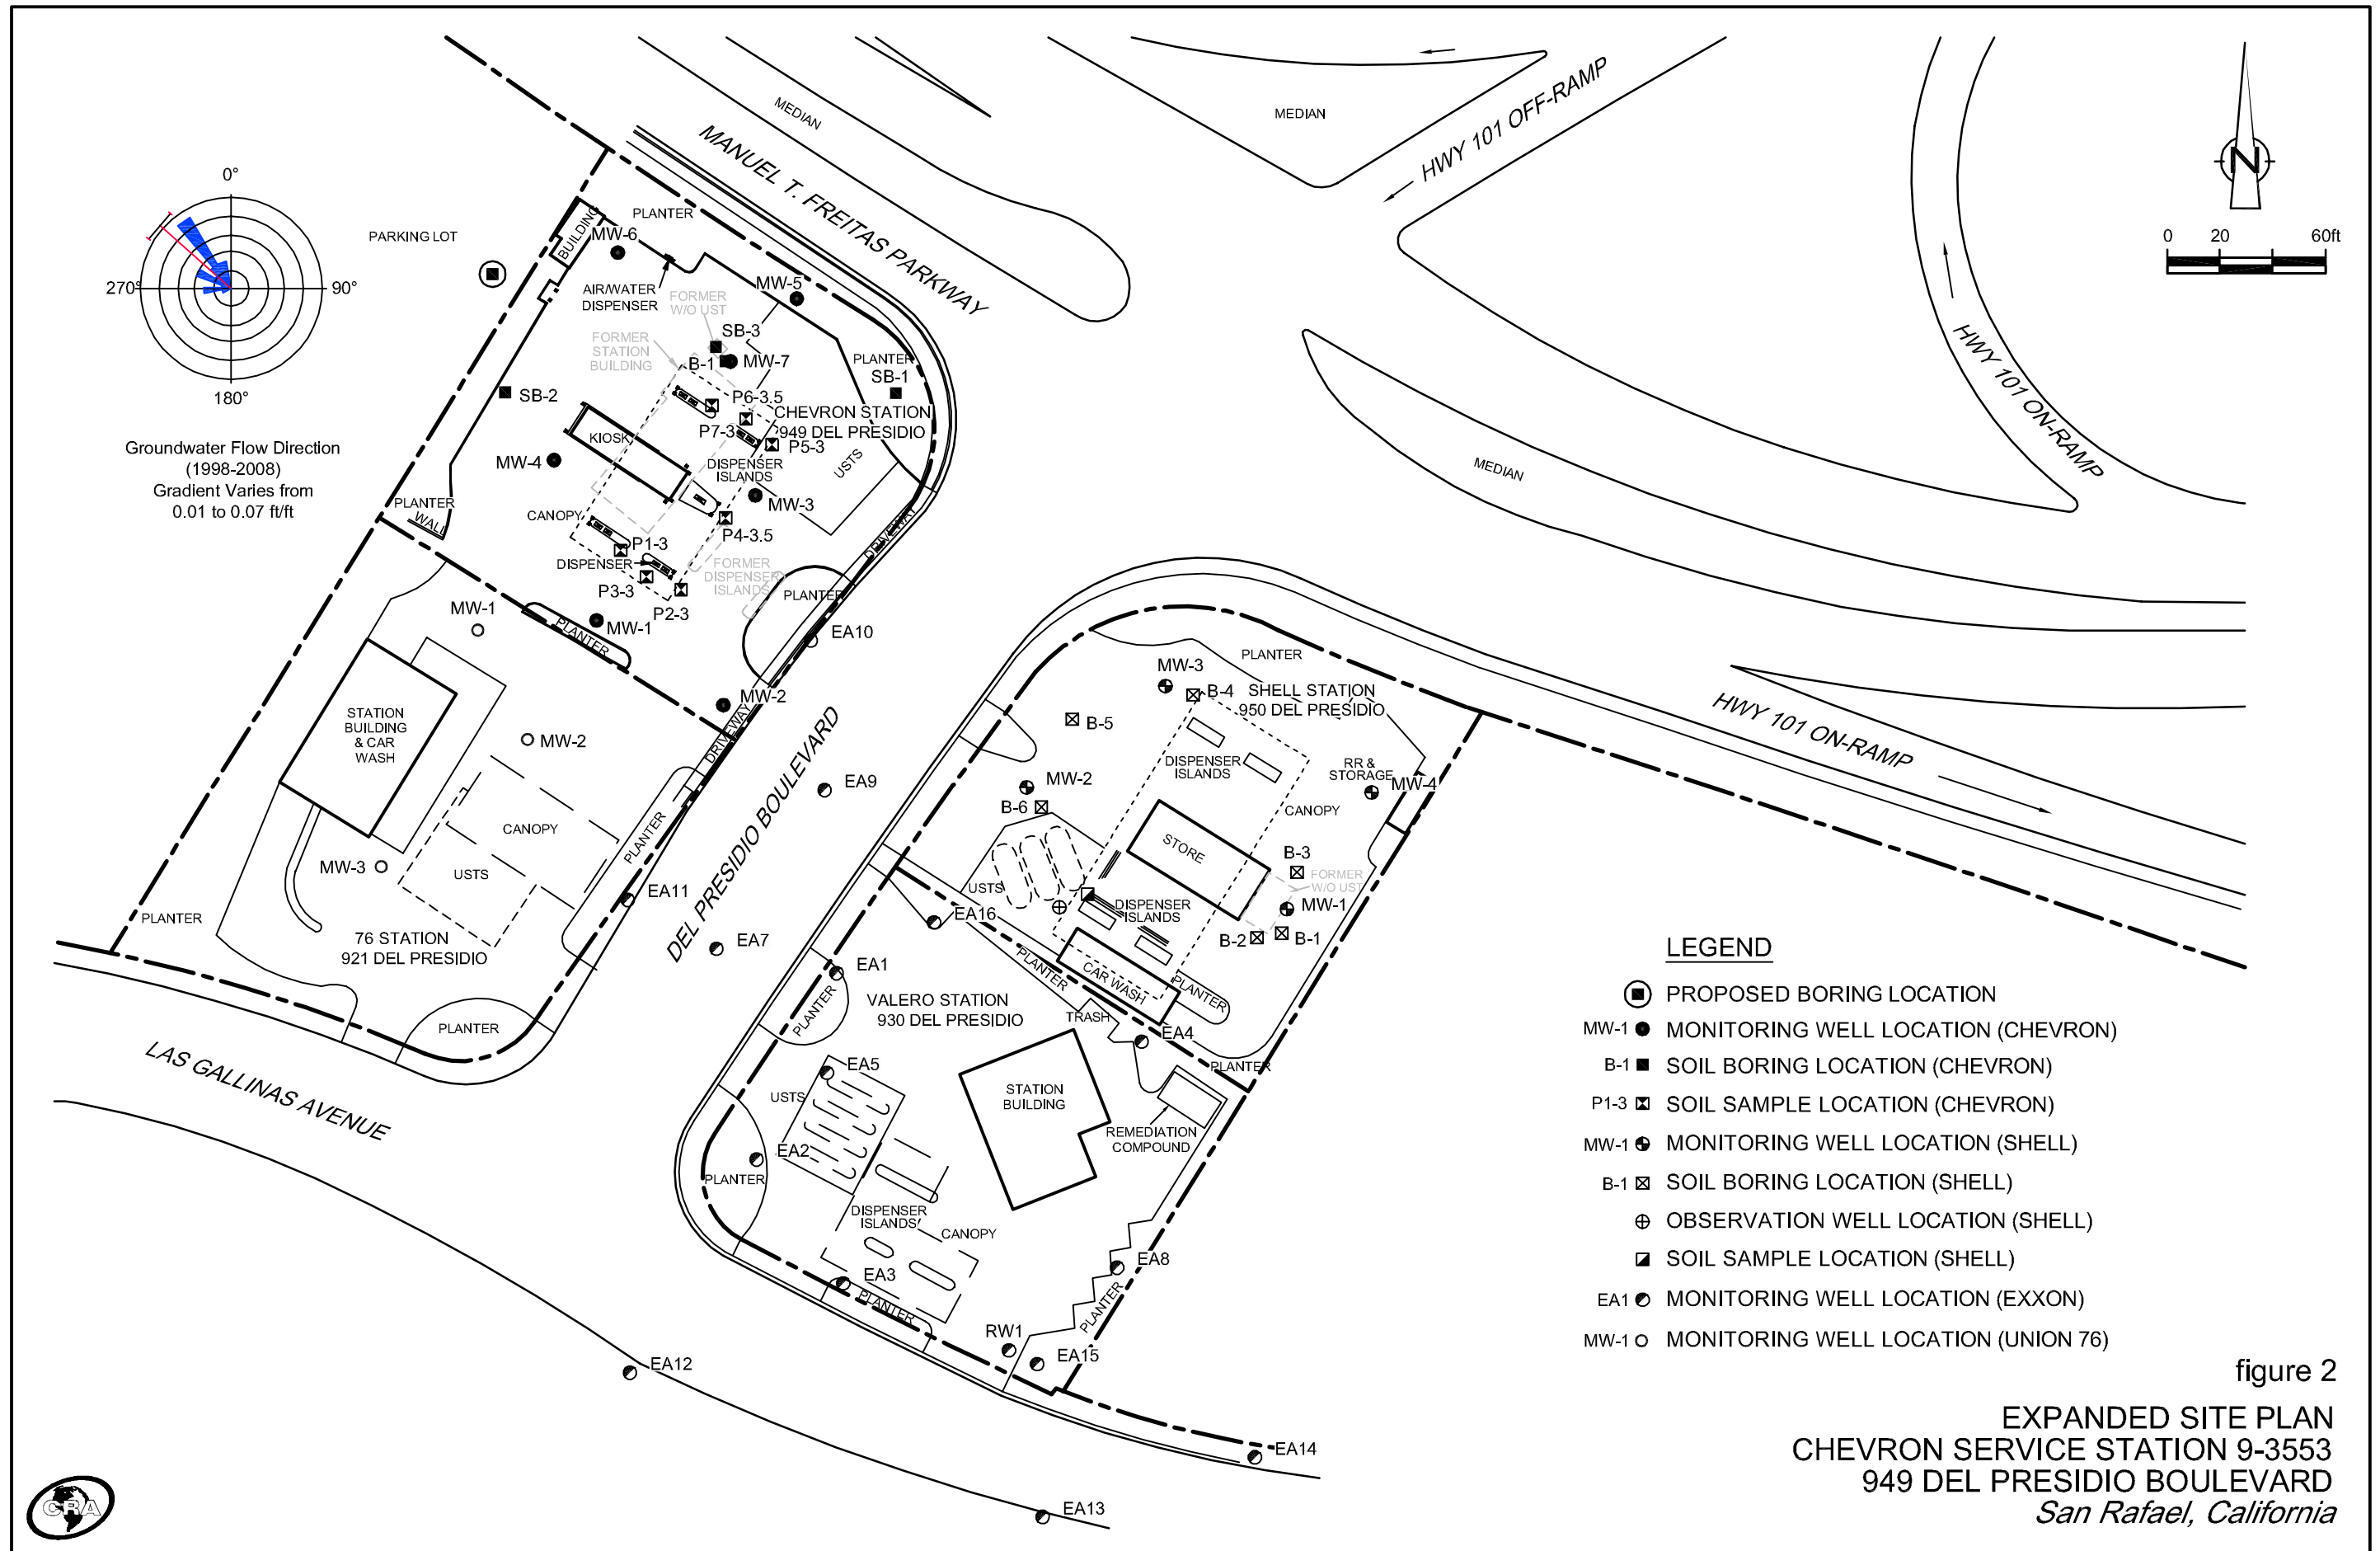 MEDIAN
MANUEL T. FREITAS PARKWAY
MEDIAN
HWY 101 OFF-RAMP
N
0 20 60ft
HWY 101 ON-RAMP
MEDIAN
HWY 101 ON-RAMP
0°
270° 90°
180°
Groundwater Flow Direction
(1998-2008)
Gradient Varies from
0.01 to 0.07 ft/ft
PARKING LOT
BUILDING
PLANTER
MW-6
AIR/WATER
DISPENSER
FORMER
W/O UST
MW-5
FORMER
STATION
BUILDING
SB-3
B-1
MW-7
PLANTER
SB-1
SB-2
P6-3.5
CHEVRON STATION
949 DEL PRESIDIO
P7-3
P5-3
KIOSK
MW-4
DISPENSER
ISLANDS
USTS
MW-3
PLANTER
WALL
CANOPY
P4-3.5
DRIVEWAY
P1-3
DISPENSER
FORMER
DISPENSER
ISLANDS
P3-3
P2-3
PLANTER
MW-1
PLANTER
EA10
MW-2
DRIVEWAY
MW-1
STATION
BUILDING
& CAR
WASH
MW-2
CANOPY
MW-3
USTS
PLANTER
PLANTER
76 STATION
921 DEL PRESIDIO
PLANTER
LAS GALLINAS AVENUE
DEL PRESIDIO BOULEVARD
EA9
EA11
EA7
PLANTER
MW-3
B-4
SHELL STATION
950 DEL PRESIDIO
B-5
DISPENSER
ISLANDS
RR &
STORAGE
MW-4
MW-2
B-6
CANOPY
STORE
B-3
FORMER
W/O UST
USTS
DISPENSER
ISLANDS
MW-1
B-2
B-1
EA16
PLANTER
CAR WASH
PLANTER
EA1
PLANTER
VALERO STATION
930 DEL PRESIDIO
TRASH
EA4
PLANTER
EA5
USTS
STATION
BUILDING
REMEDIATION
COMPOUND
EA2
PLANTER
DISPENSER
ISLANDS
CANOPY
EA3
PLANTER
EA8
PLANTER
RW1
EA15
EA12
EA14
EA13
LEGEND
PROPOSED BORING LOCATION
MW-1 MONITORING WELL LOCATION (CHEVRON)
B-1 SOIL BORING LOCATION (CHEVRON)
P1-3 SOIL SAMPLE LOCATION (CHEVRON)
MW-1 MONITORING WELL LOCATION (SHELL)
B-1 SOIL BORING LOCATION (SHELL)
OBSERVATION WELL LOCATION (SHELL)
SOIL SAMPLE LOCATION (SHELL)
EA1 MONITORING WELL LOCATION (EXXON)
MW-1 MONITORING WELL LOCATION (UNION 76)
figure 2
EXPANDED SITE PLAN
CHEVRON SERVICE STATION 9-3553
949 DEL PRESIDIO BOULEVARD
San Rafael, California
CRA